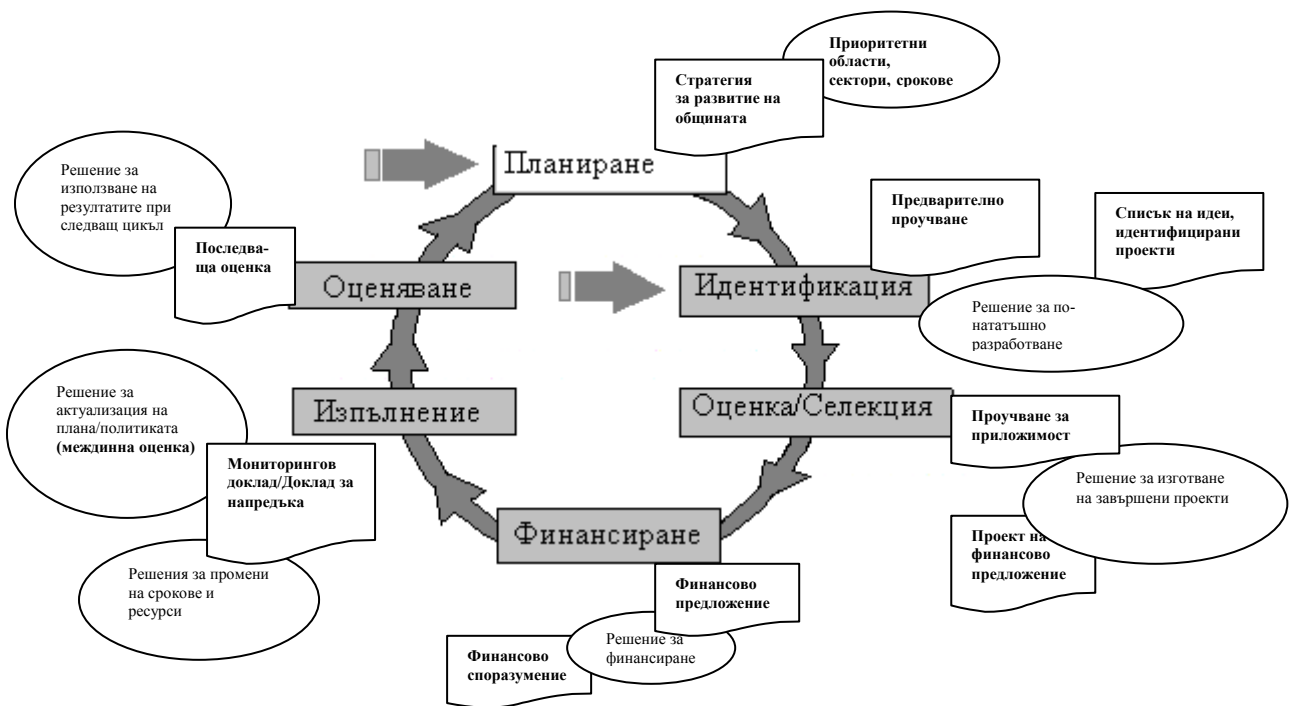 Приоритетни
области,
сектори, срокове
Стратегия
за развитие на
общината
Планиране
Решение за
използване на
резултатите при
следващ цикъл
Последва-
ща оценка
Оценяване
Предварително
проучване
Списък на идеи,
идентифицирани
проекти
Идентификация
Решение за по-
нататъшно
разработване
Решение за
актуализация на
плана/политиката
(междинна оценка)
Изпълнение
Оценка/Селекция
Проучване за
приложимост
Решение за изготване
на завършени проекти
Мониторингов
доклад/Доклад за
напредъка
Финансиране
Проект на
финансово
предложение
Решения за промени
на срокове и
ресурси
Финансово
предложение
Решение за
финансиране
Финансово
споразумение